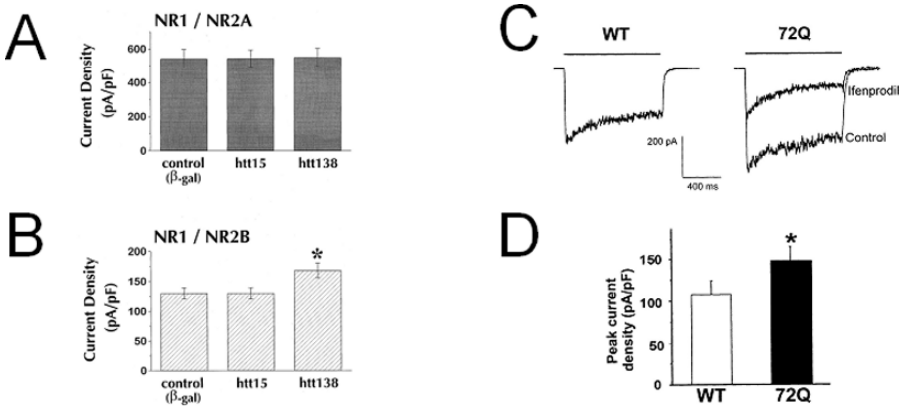 A
NR1 / NR2A
Current Density
(pA/pF)
600
400
200
0
control
(β-gal)
htt15
htt138
B
NR1 / NR2B
*
Current Density
(pA/pF)
200
150
100
50
0
control
(β-gal)
htt15
htt138
C
WT
72Q
Ifenprodil
Control
200 pA
400 ms
D
*
Peak current
density (pA/pF)
150
100
50
0
WT
72Q